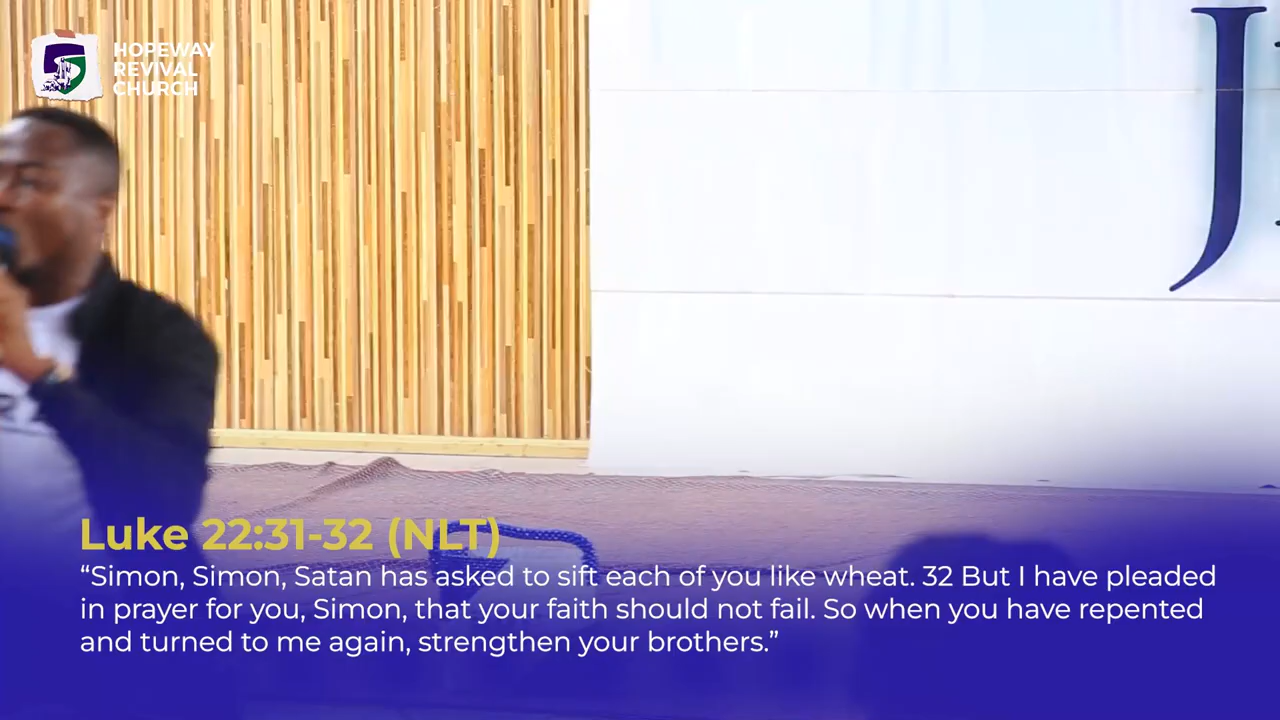 HOPEWAY
REVIVAL
CHURCH
J
Luke 22:31-32 (NLT)
“Simon, Simon, Satan has asked to sift each of you like wheat. 32 But I have pleaded
in prayer for you, Simon, that your faith should not fail. So when you have repented
and turned to me again, strengthen your brothers.”